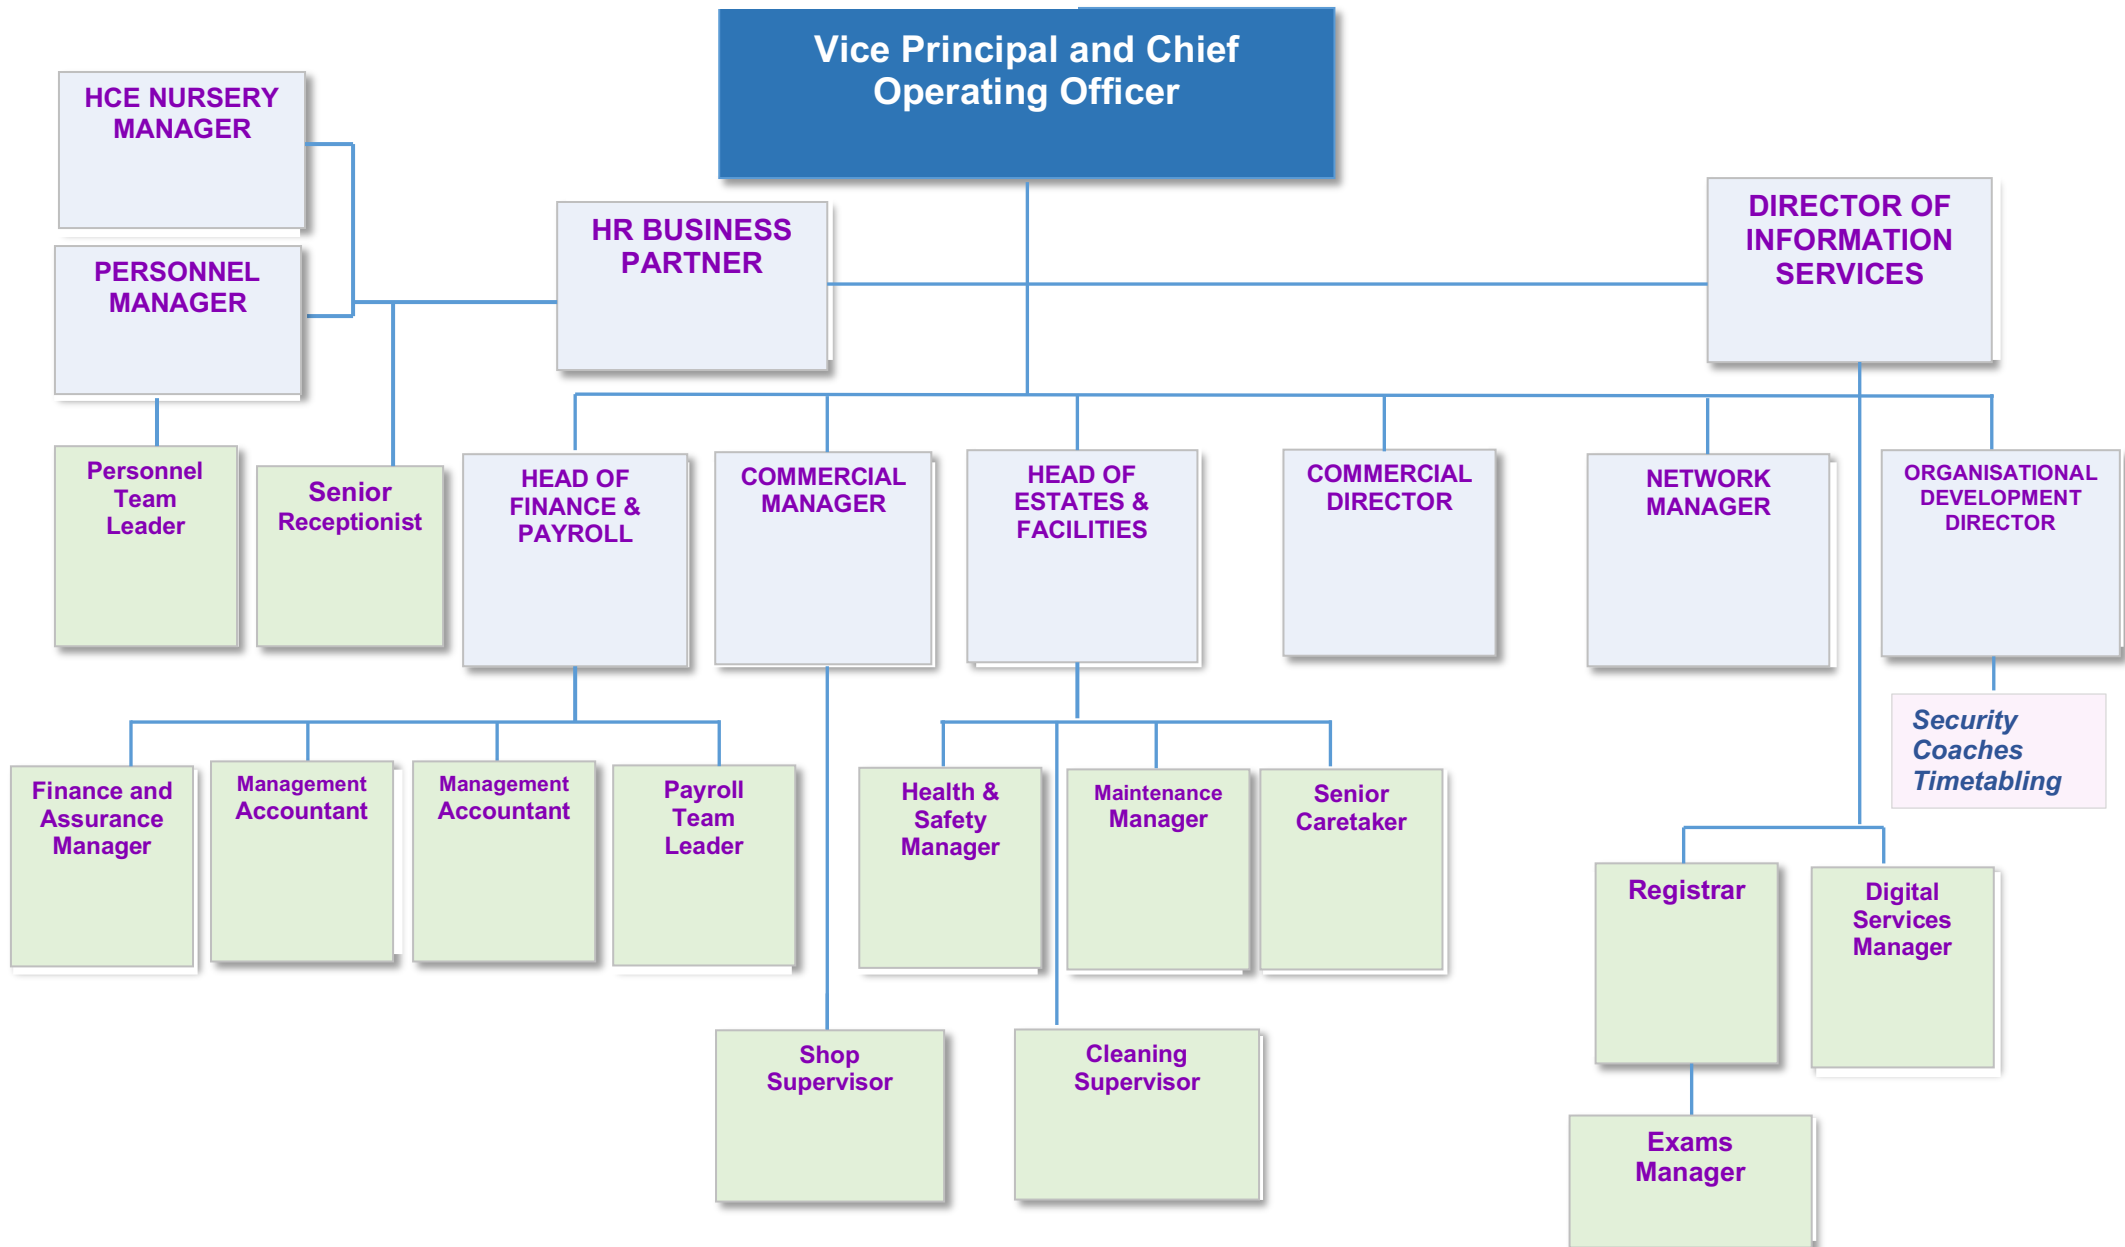 Vice Principal and Chief
Operating Officer
HCE NURSERY
MANAGER
PERSONNEL
MANAGER
HR BUSINESS
PARTNER
DIRECTOR OF
INFORMATION
SERVICES
Personnel
Team
Leader
Senior
Receptionist
HEAD OF
FINANCE &
PAYROLL
COMMERCIAL
MANAGER
HEAD OF
ESTATES &
FACILITIES
COMMERCIAL
DIRECTOR
NETWORK
MANAGER
ORGANISATIONAL
DEVELOPMENT
DIRECTOR
Security
Coaches
Timetabling
Finance and
Assurance
Manager
Management
Accountant
Management
Accountant
Payroll
Team
Leader
Health &
Safety
Manager
Maintenance
Manager
Senior
Caretaker
Registrar
Digital
Services
Manager
Shop
Supervisor
Cleaning
Supervisor
Exams
Manager